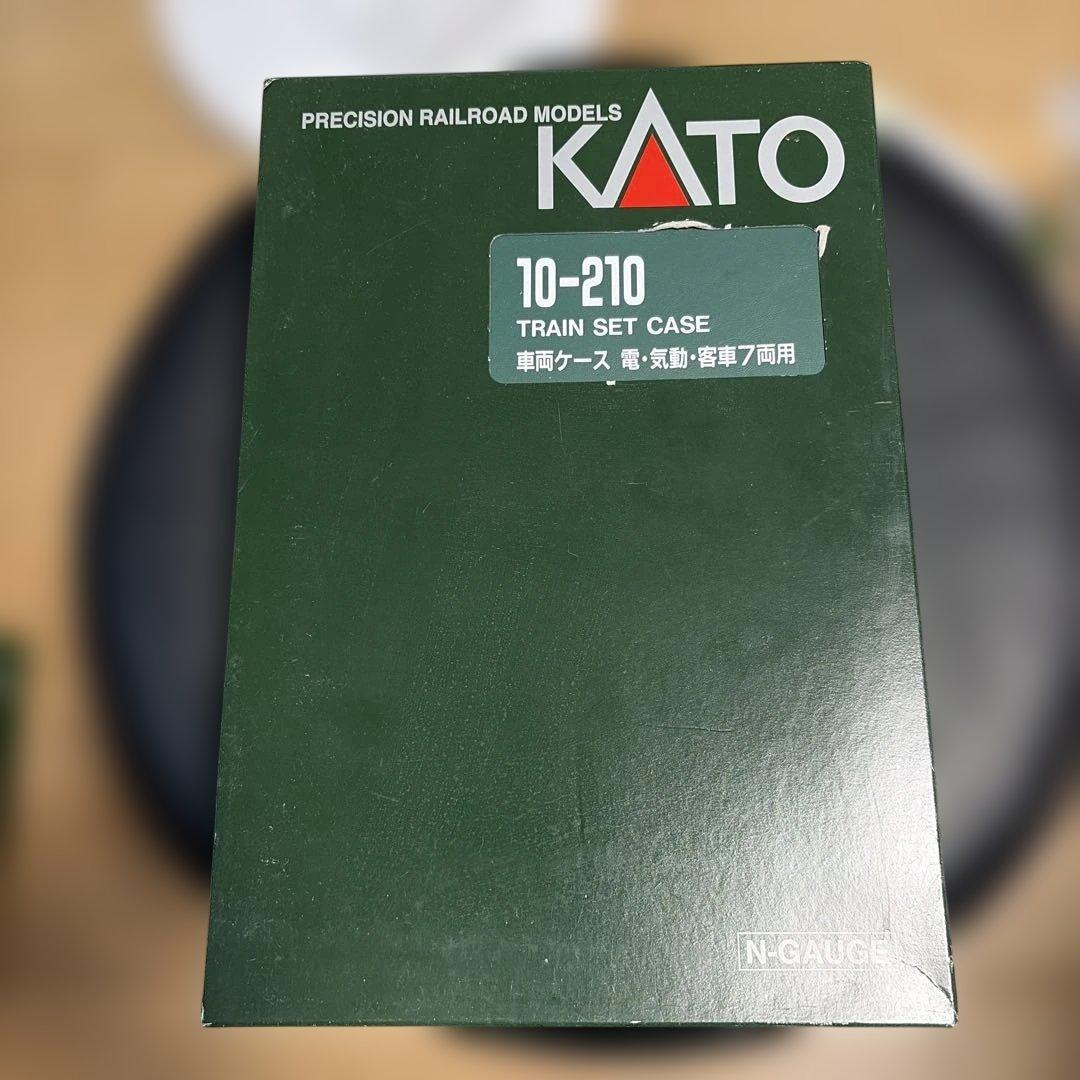 PRECISION RAILROAD MODELS
KATO
10-210
TRAIN SET CASE
車両ケース 電・気動・客車7両用
N-GAUGE